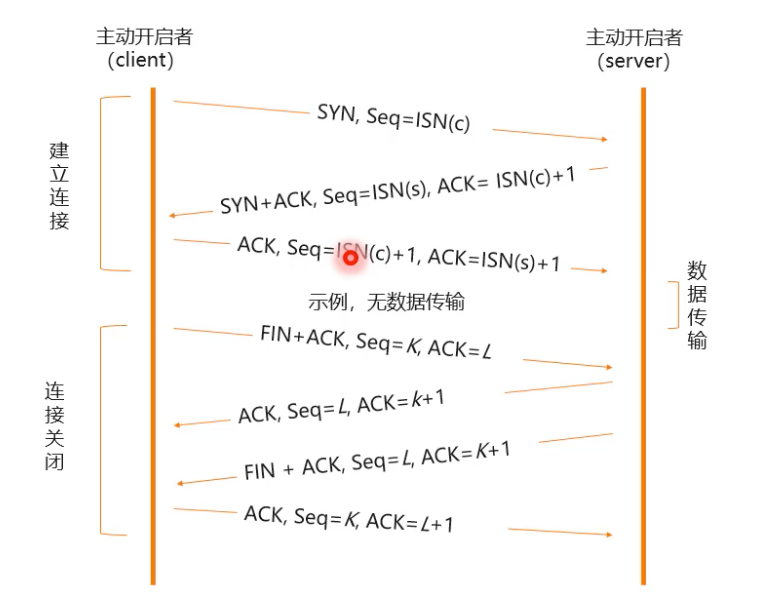 主动开启者
（client）
主动开启者
（server）
建立连接
SYN, Seq=ISN(c)
SYN+ACK, Seq=ISN(s), ACK= ISN(c)+1
ACK, Seq=ISN(c)+1, ACK=ISN(s)+1
数据传输
示例，无数据传输
连接关闭
FIN+ACK, Seq=K, ACK=L
ACK, Seq=L, ACK=k+1
FIN + ACK, Seq=L, ACK=K+1
ACK, Seq=K, ACK=L+1